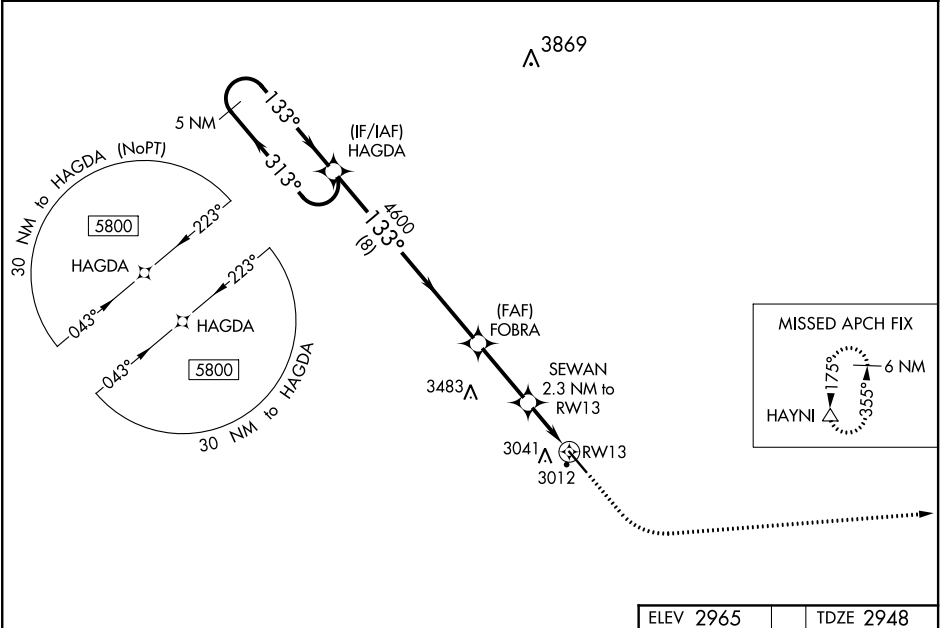 3869
5 NM
133°
313°
(IF/IAF)
HAGDA
4600
133°
(8)
30 NM to HAGDA (NoPT)
5800
223°
HAGDA
043°
223°
HAGDA
043°
5800
30 NM to HAGDA
(FAF)
FOBRA
3483
SEWAN
2.3 NM to
RW13
3041
RW13
3012
MISSED APCH FIX
175°
6 NM
355°
HAYNI
ELEV 2965
TDZE 2948